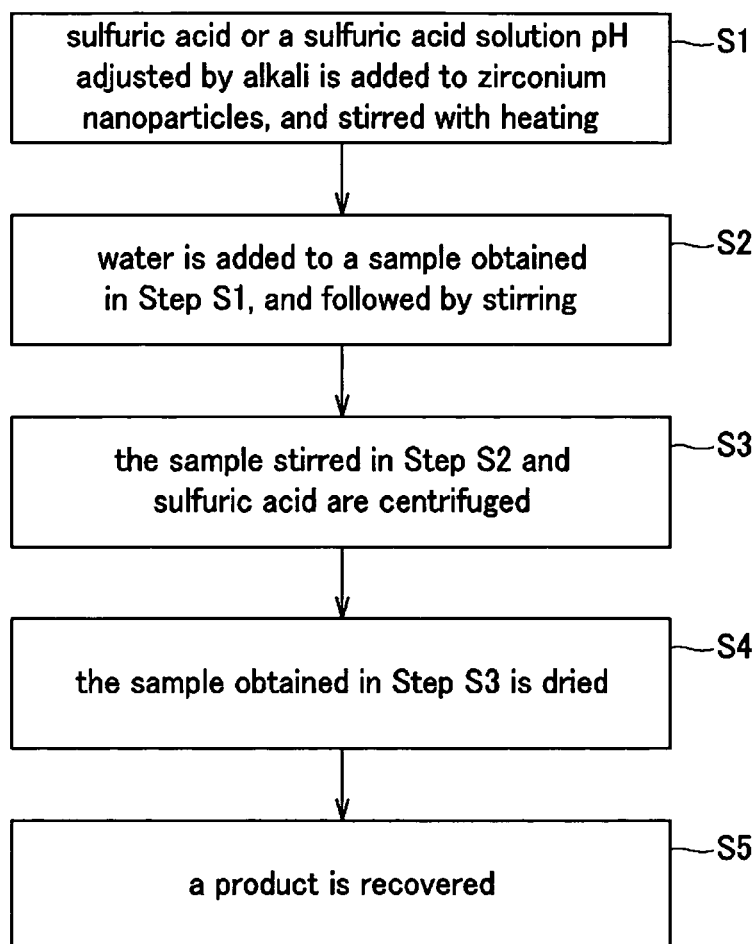 sulfuric acid or a sulfuric acid solution pH
adjusted by alkali is added to zirconium
nanoparticles, and stirred with heating
S1
water is added to a sample obtained
in Step S1, and followed by stirring
S2
the sample stirred in Step S2 and
sulfuric acid are centrifuged
S3
the sample obtained in Step S3 is dried
S4
a product is recovered
S5